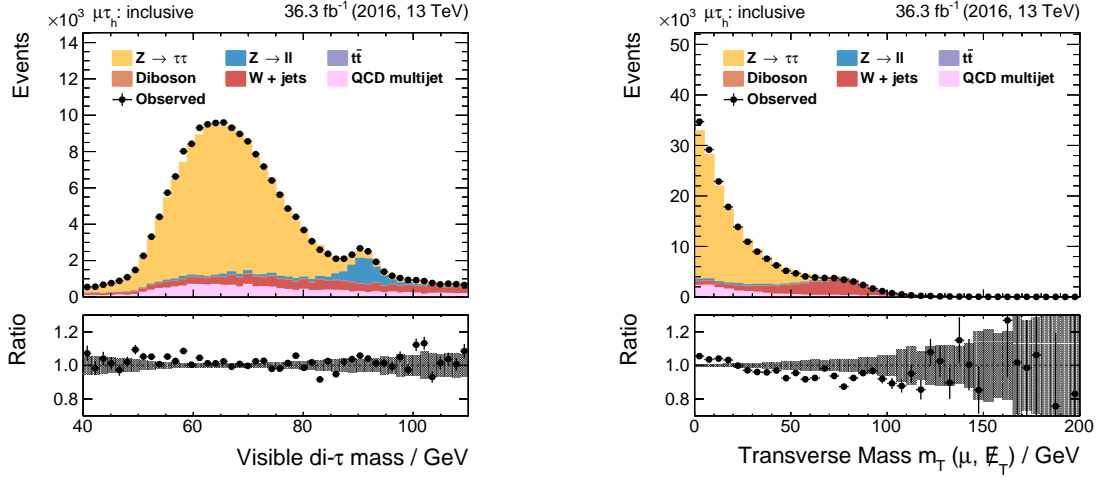 ×10³ μτh: inclusive 36.3 fb⁻¹ (2016, 13 TeV)
Events
14
12
10
8
6
4
2
0
Z → ττ Z → ll tt̄
Diboson W + jets QCD multijet
Observed
Ratio
1.2
1.0
0.8
40 60 80 100
Visible di-τ mass / GeV
×10³ μτh: inclusive 36.3 fb⁻¹ (2016, 13 TeV)
Events
50
40
30
20
10
0
Z → ττ Z → ll tt̄
Diboson W + jets QCD multijet
Observed
Ratio
1.2
1.0
0.8
0 50 100 150 200
Transverse Mass mT (μ, E̸T) / GeV